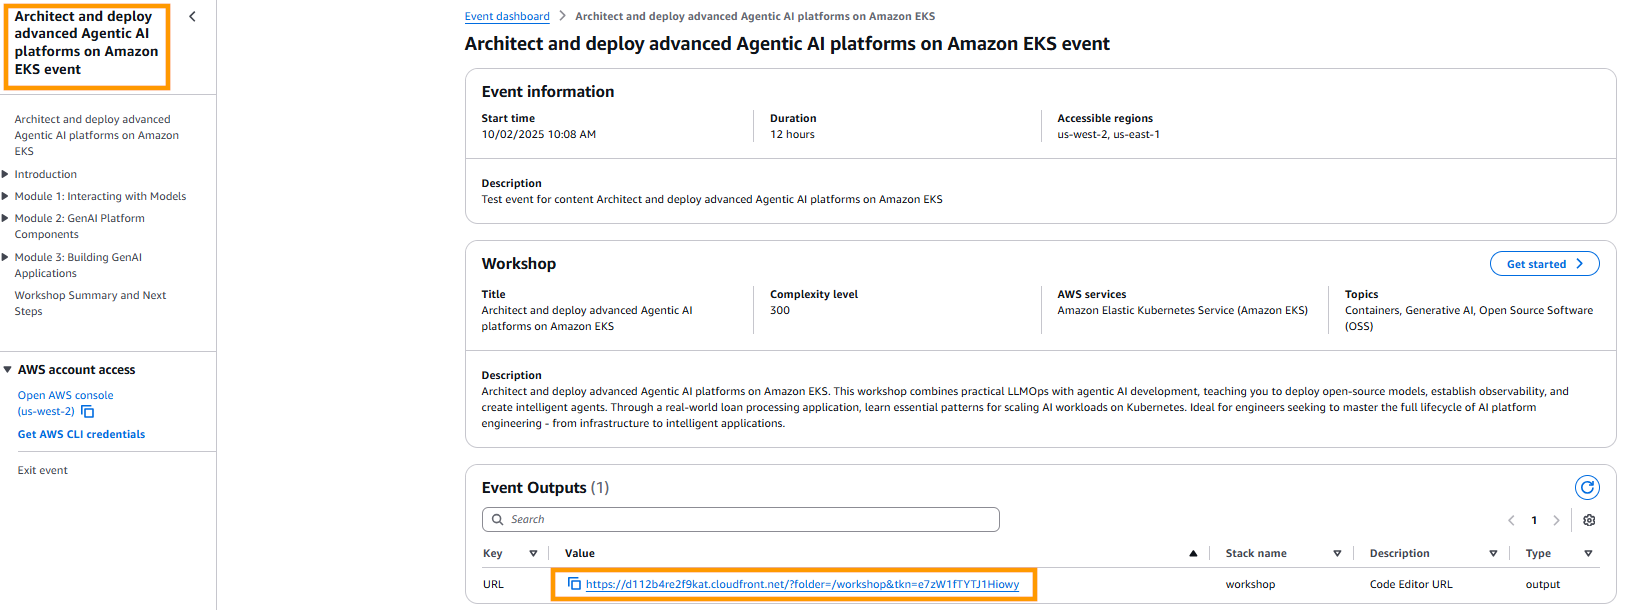 Architect and deploy
advanced Agentic AI
platforms on Amazon
EKS event
Architect and deploy advanced
Agentic AI platforms on Amazon
EKS
Introduction
Module 1: Interacting with Models
Module 2: GenAI Platform
Components
Module 3: Building GenAI
Applications
Workshop Summary and Next
Steps
AWS account access
Open AWS console
(us-west-2)
Get AWS CLI credentials
Exit event
Event dashboard > Architect and deploy advanced Agentic AI platforms on Amazon EKS
Architect and deploy advanced Agentic AI platforms on Amazon EKS event
Event information
Start time
10/02/2025 10:08 AM
Duration
12 hours
Accessible regions
us-west-2, us-east-1
Description
Test event for content Architect and deploy advanced Agentic AI platforms on Amazon EKS
Workshop
Get started
Title
Architect and deploy advanced Agentic AI
platforms on Amazon EKS
Complexity level
300
AWS services
Amazon Elastic Kubernetes Service (Amazon EKS)
Topics
Containers, Generative AI, Open Source Software
(OSS)
Description
Architect and deploy advanced Agentic AI platforms on Amazon EKS. This workshop combines practical LLMOps with agentic AI development, teaching you to deploy open-source models, establish observability, and
create intelligent agents. Through a real-world loan processing application, learn essential patterns for scaling AI workloads on Kubernetes. Ideal for engineers seeking to master the full lifecycle of AI platform
engineering - from infrastructure to intelligent applications.
Event Outputs (1)
Search
1
Key Value Stack name Description Type
URL https://d112b4re2f9kat.cloudfront.net/?folder=/workshop&tkn=e7zW1fTYTJ1Hiowy workshop Code Editor URL output